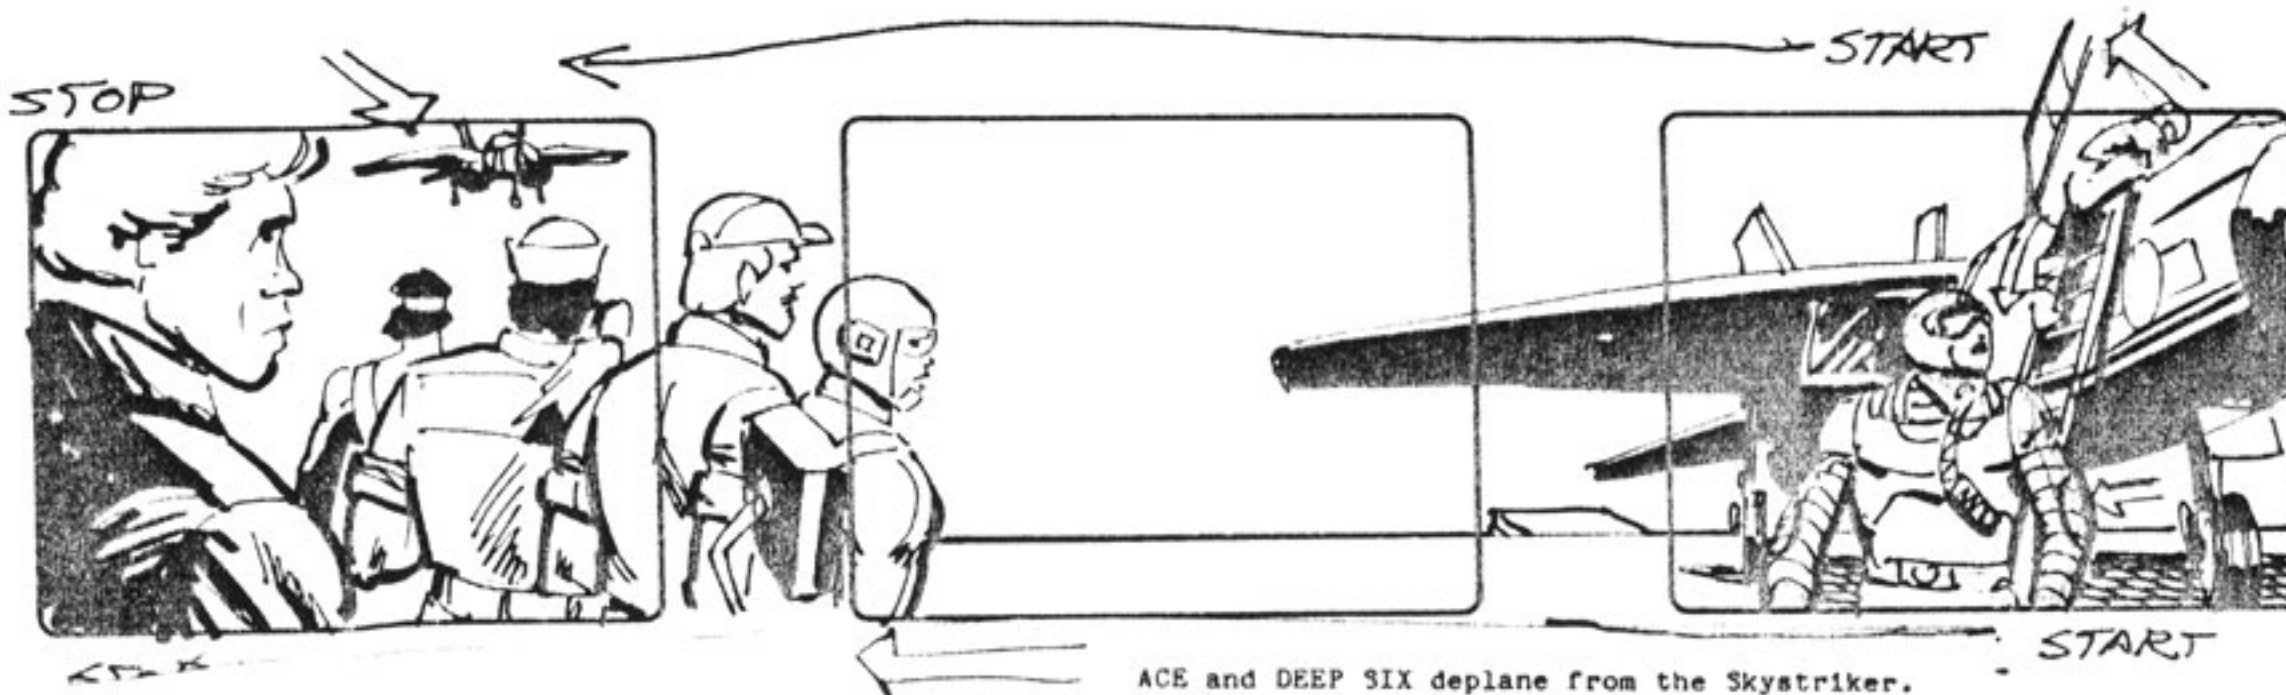 START
STOP
START
ACE and DEEP SIX deplane from the Skystriker.